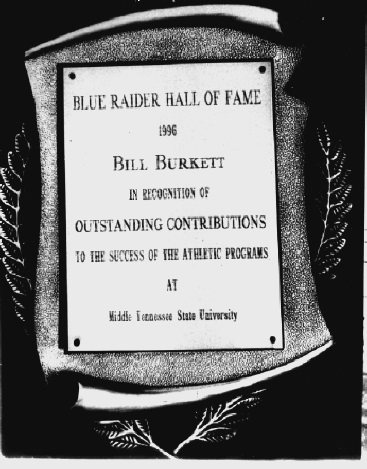 BLUE RAIDER HALL OF FAME
1996
BILL BURKETT
IN RECOGNITION OF
OUTSTANDING CONTRIBUTIONS
TO THE SUCCESS OF THE ATHLETIC PROGRAMS
AT
Middle Tennessee State University